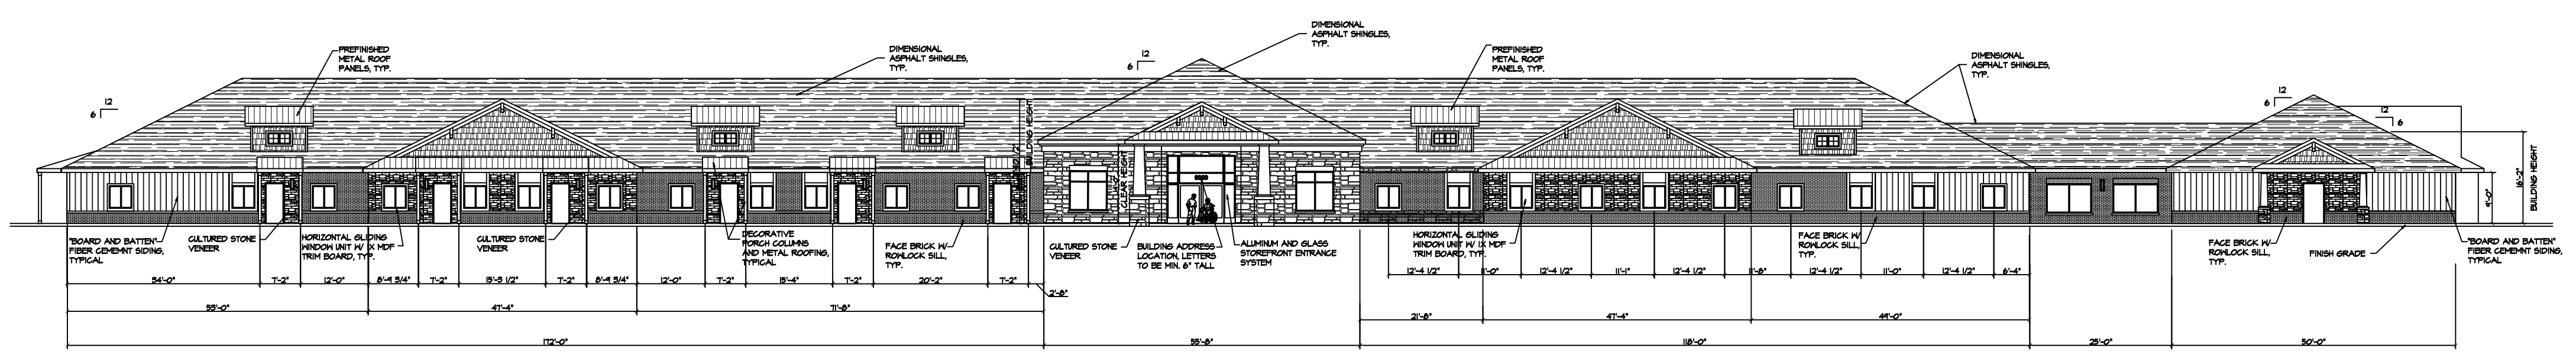 DIMENSIONAL
ASPHALT SHINGLES,
TYP.
PREFINISHED
METAL ROOF
PANELS, TYP.
DIMENSIONAL
ASPHALT SHINGLES,
TYP.
12
6
PREFINISHED
METAL ROOF
PANELS, TYP.
DIMENSIONAL
ASPHALT SHINGLES,
TYP.
12
6
12
6
12
6
BUILDING HEIGHT
CLEAR HEIGHT
9'-0"
16'-2"
BUILDING HEIGHT
"BOARD AND BATTEN"
FIBER CEMEMNT SIDING,
TYPICAL
CULTURED STONE
VENEER
HORIZONTAL GLIDING
WINDOW UNIT W/ 1X MDF
TRIM BOARD, TYP.
CULTURED STONE
VENEER
DECORATIVE
PORCH COLUMNS
AND METAL ROOFING,
TYPICAL
FACE BRICK W/
ROWLOCK SILL,
TYP.
CULTURED STONE
VENEER
BUILDING ADDRESS
LOCATION, LETTERS
TO BE MIN. 6" TALL
ALUMINUM AND GLASS
STOREFRONT ENTRANCE
SYSTEM
HORIZONTAL GLIDING
WINDOW UNIT W/ 1X MDF
TRIM BOARD, TYP.
FACE BRICK W/
ROWLOCK SILL,
TYP.
FACE BRICK W/
ROWLOCK SILL,
TYP.
FINISH GRADE
"BOARD AND BATTEN"
FIBER CEMEMNT SIDING,
TYPICAL
34'-0" 7'-2" 12'-0" 8'-9 3/4" 7'-2" 15'-3 1/2" 7'-2" 8'-9 3/4" 12'-0" 7'-2" 15'-4" 7'-2" 20'-2" 7'-2" 2'-8"
12'-4 1/2" 11'-0" 12'-4 1/2" 11'-1" 12'-4 1/2" 11'-8" 12'-4 1/2" 11'-0" 12'-4 1/2" 6'-4"
53'-0" 47'-4" 71'-8" 21'-8" 47'-4" 49'-0"
172'-0" 55'-8" 118'-0" 25'-0" 50'-0"